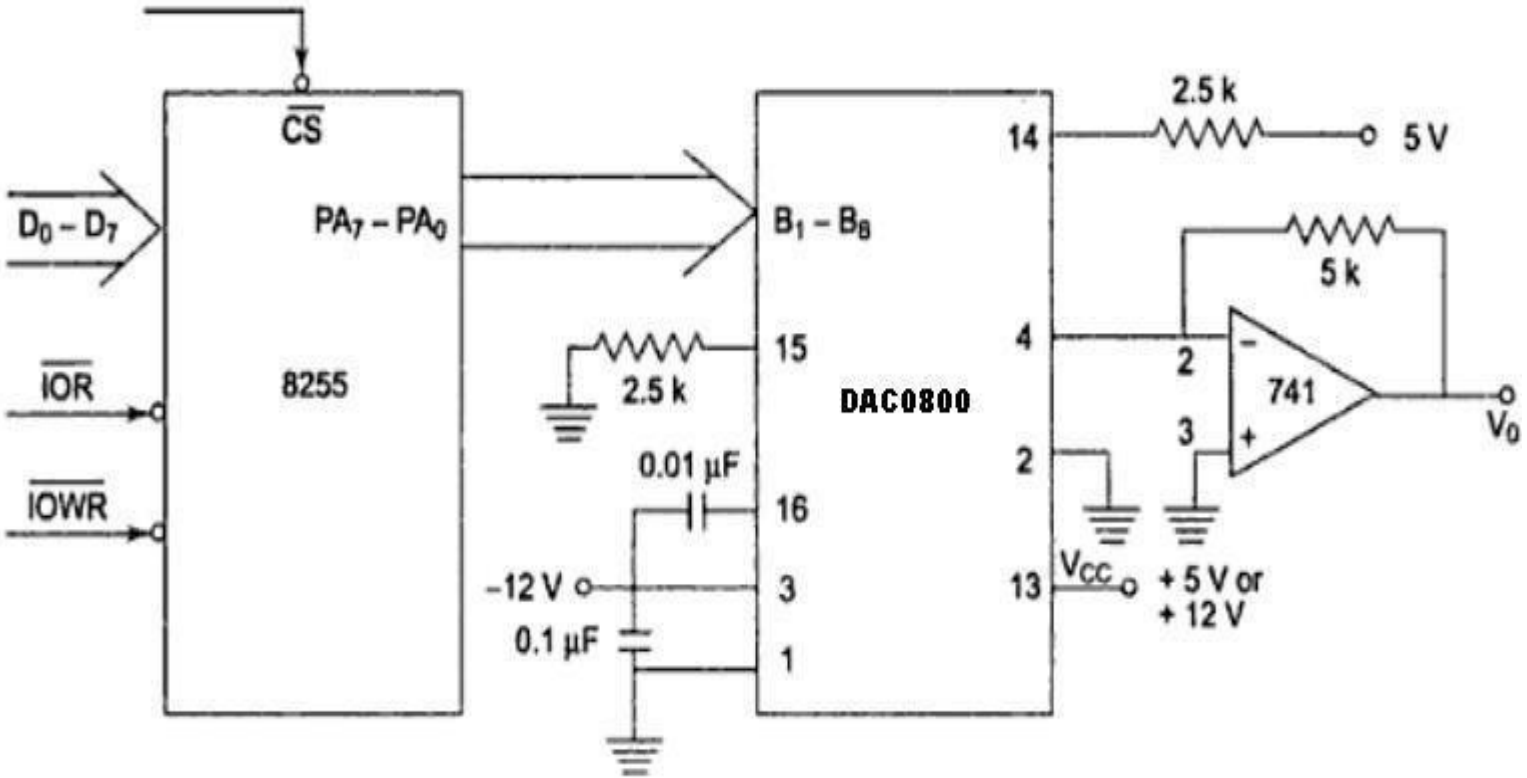 CS
D0 – D7
PA7 – PA0
IOR
IOWR
8255
B1 – B8
15
2.5 k
0.01 µF
16
–12 V
3
0.1 µF
1
DAC0800
14
2.5 k
5 V
5 k
4
2
–
741
3
+
V0
2
13
VCC
+ 5 V or
+ 12 V